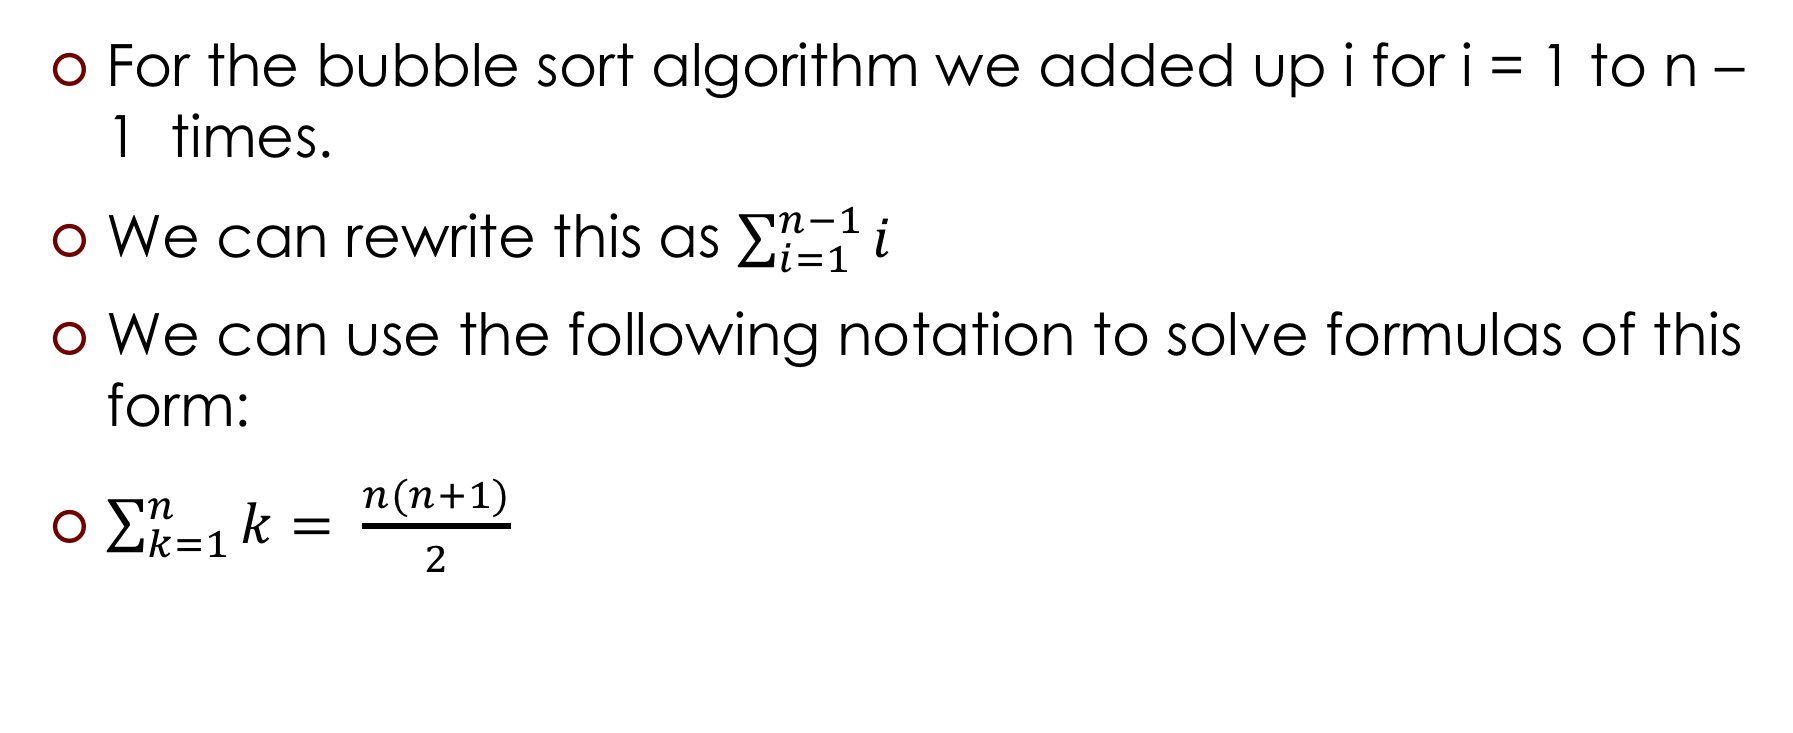 o For the bubble sort algorithm we added up i for i = 1 to n –
1 times.
o We can rewrite this as ∑_{i=1}^{n−1} i
o We can use the following notation to solve formulas of this
form:
o ∑_{k=1}^{n} k = \frac{n(n+1)}{2}